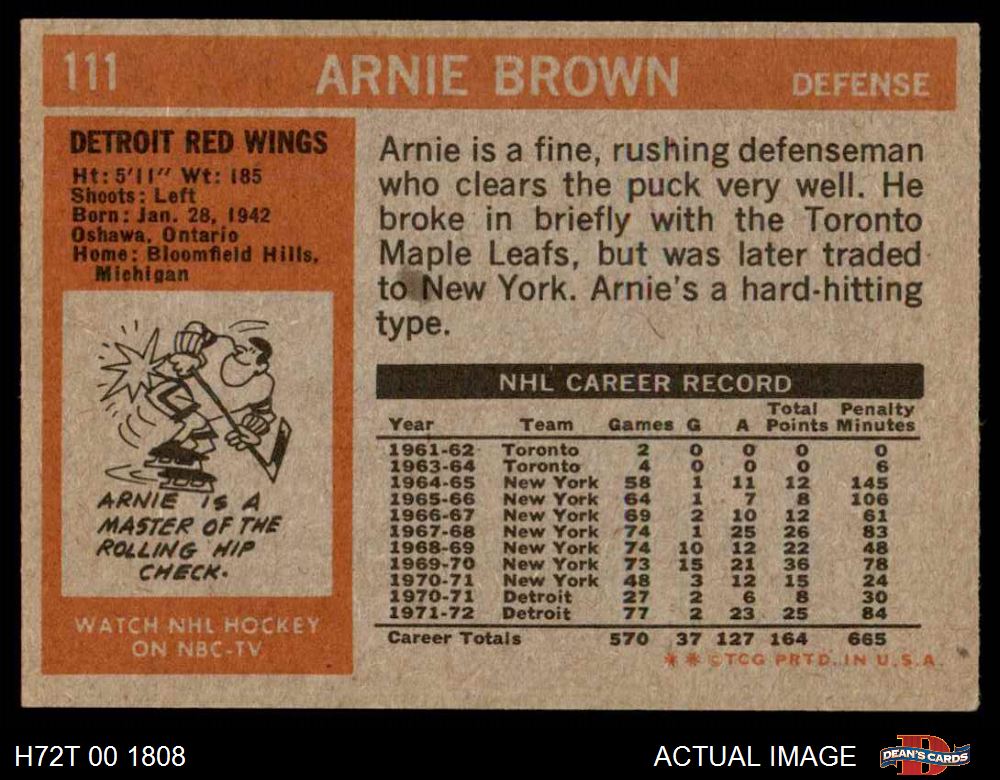 111 ARNIE BROWN DEFENSE
DETROIT RED WINGS
Ht: 5'11" Wt: 185
Shoots: Left
Born: Jan. 28, 1942
Oshawa, Ontario
Home: Bloomfield Hills,
Michigan
ARNIE IS A
MASTER OF THE
ROLLING HIP
CHECK.
WATCH NHL HOCKEY
ON NBC-TV
Arnie is a fine, rushing defenseman
who clears the puck very well. He
broke in briefly with the Toronto
Maple Leafs, but was later traded
to New York. Arnie's a hard-hitting
type.
NHL CAREER RECORD
Year Team Games G A Total Points Penalty Minutes
1961-62 Toronto 2 0 0 0 0
1963-64 Toronto 4 0 0 0 6
1964-65 New York 58 1 11 12 145
1965-66 New York 64 1 7 8 106
1966-67 New York 69 2 10 12 61
1967-68 New York 74 1 25 26 83
1968-69 New York 74 10 12 22 48
1969-70 New York 73 15 21 36 78
1970-71 New York 48 3 12 15 24
1970-71 Detroit 27 2 6 8 30
1971-72 Detroit 77 2 23 25 84
Career Totals 570 37 127 164 665
* * ©TCG PRTD. IN U.S.A.
H72T 00 1808 ACTUAL IMAGE DEAN'S CARDS